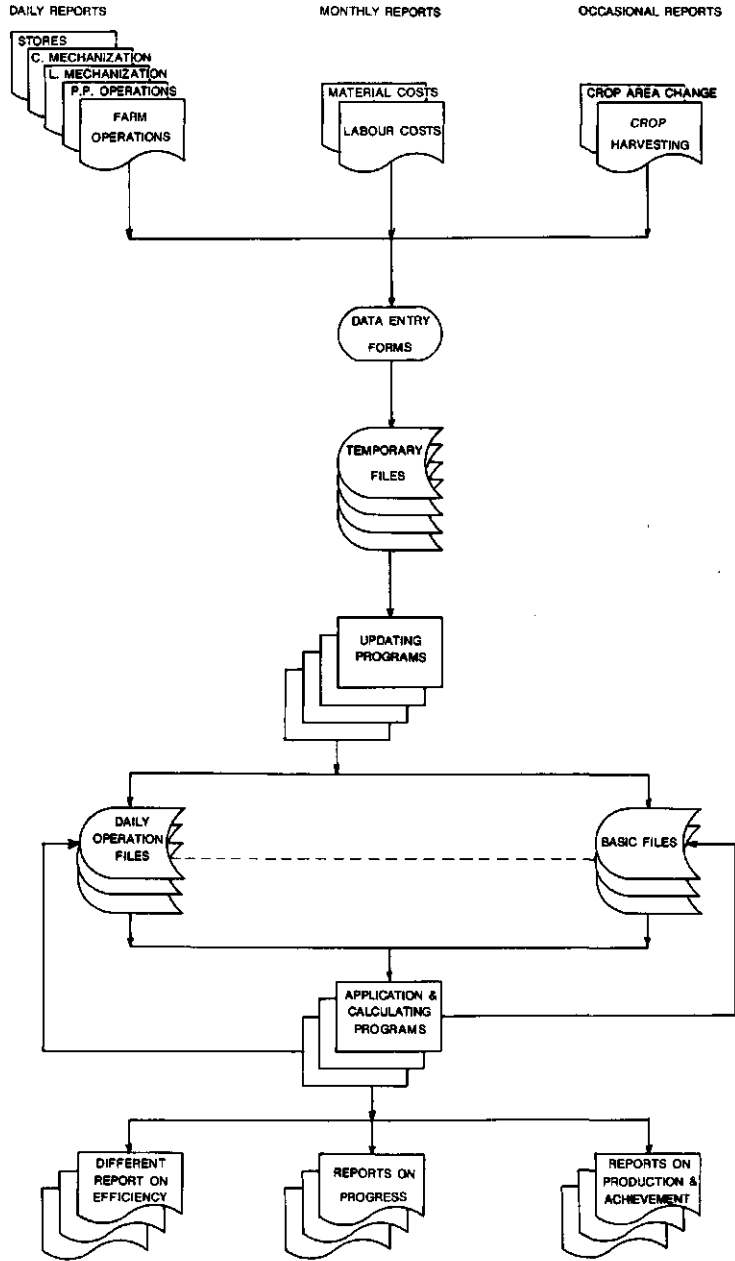 DAILY REPORTS
MONTHLY REPORTS
OCCASIONAL REPORTS
STORES
C. MECHANIZATION
L. MECHANIZATION
P.P. OPERATIONS
FARM
OPERATIONS
MATERIAL COSTS
LABOUR COSTS
CROP AREA CHANGE
CROP
HARVESTING
DATA ENTRY
FORMS
TEMPORARY
FILES
UPDATING
PROGRAMS
DAILY
OPERATION
FILES
BASIC FILES
APPLICATION &
CALCULATING
PROGRAMS
DIFFERENT
REPORT ON
EFFICIENCY
REPORTS ON
PROGRESS
REPORTS ON
PRODUCTION &
ACHIEVEMENT